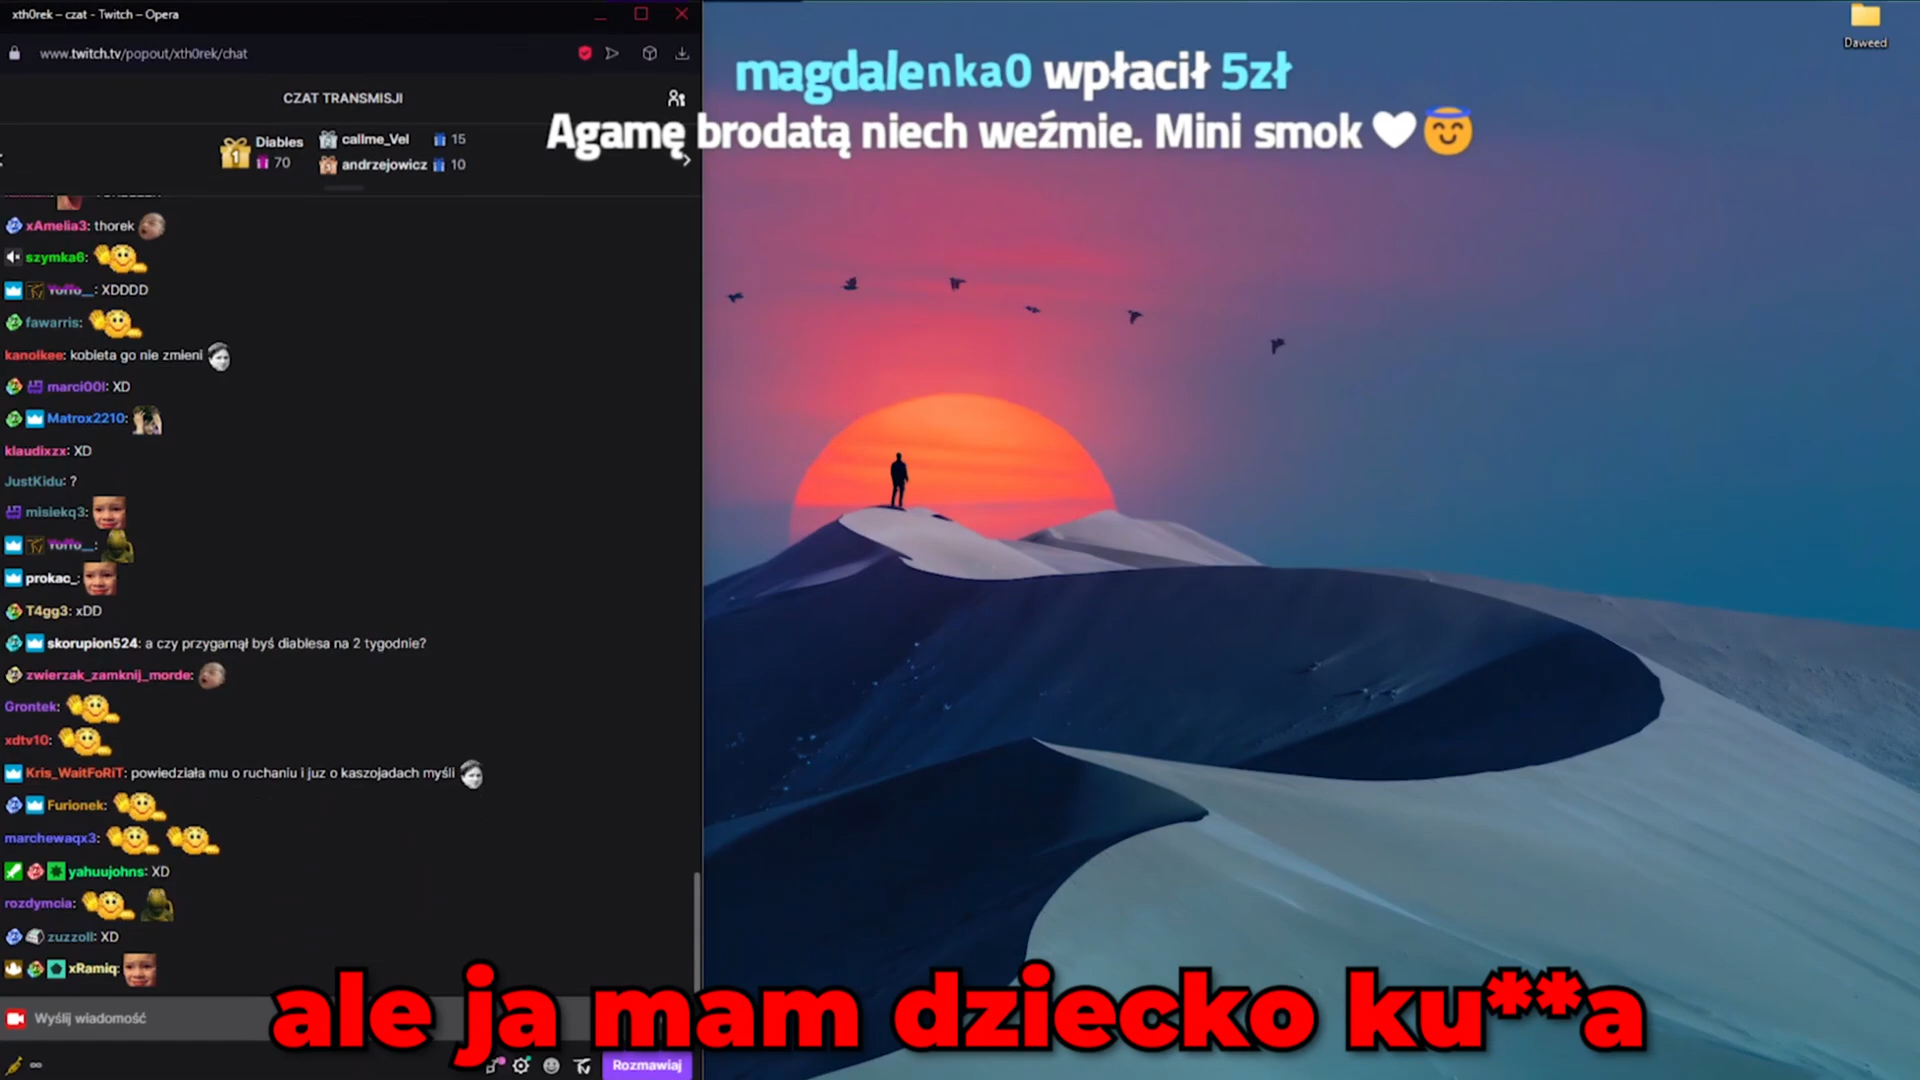 xth0rek – czat - Twitch – Opera
www.twitch.tv/popout/xth0rek/chat
CZAT TRANSMISJI
1 Diables 70
callme_Vel 15
andrzejowicz 10
magdalenka0 wpłacił 5zł
Agamę brodatą niech weźmie. Mini smok
Daweed
xAmelia3: thorek
szymka6:
Yoffo__: XDDDD
fawarris:
kanolkee: kobieta go nie zmieni
marci00l: XD
Matrox2210:
klaudixzx: XD
JustKidu: ?
misiekq3:
Yoffo__:
prokac_:
T4gg3: xDD
skorupion524: a czy przygarnął byś diablesa na 2 tygodnie?
zwierzak_zamknij_morde:
Grontek:
xdtv10:
Kris_WaitFoRiT: powiedziała mu o ruchaniu i juz o kaszojadach myśli
Furionek:
marchewaqx3:
yahuujohns: XD
rozdymcia:
zuzzoll: XD
xRamiq:
Wyślij wiadomość
ale ja mam dziecko ku**a
Rozmawiaj